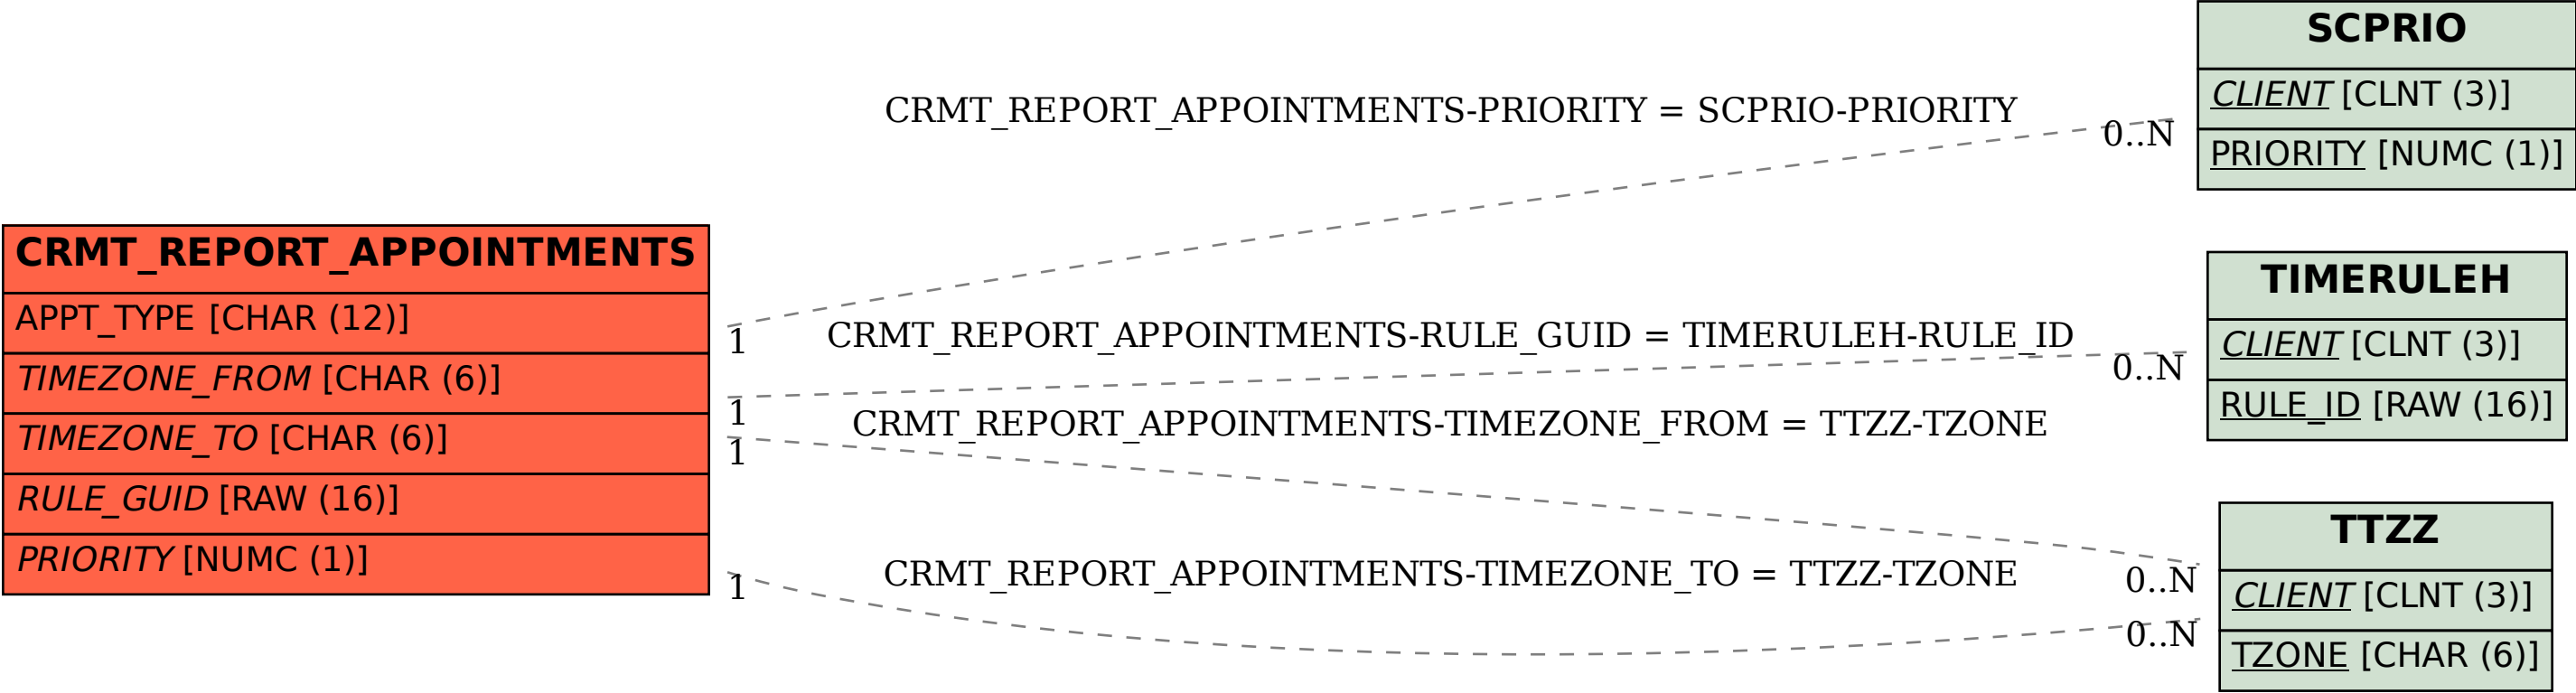 CRMT_REPORT_APPOINTMENTS
APPT_TYPE [CHAR (12)]
TIMEZONE_FROM [CHAR (6)]
TIMEZONE_TO [CHAR (6)]
RULE_GUID [RAW (16)]
PRIORITY [NUMC (1)]
CRMT_REPORT_APPOINTMENTS-PRIORITY = SCPRIO-PRIORITY
0..N
1
CRMT_REPORT_APPOINTMENTS-RULE_GUID = TIMERULEH-RULE_ID
0..N
1
CRMT_REPORT_APPOINTMENTS-TIMEZONE_FROM = TTZZ-TZONE
1
0..N
CRMT_REPORT_APPOINTMENTS-TIMEZONE_TO = TTZZ-TZONE
1
0..N
SCPRIO
CLIENT [CLNT (3)]
PRIORITY [NUMC (1)]
TIMERULEH
CLIENT [CLNT (3)]
RULE_ID [RAW (16)]
TTZZ
CLIENT [CLNT (3)]
TZONE [CHAR (6)]